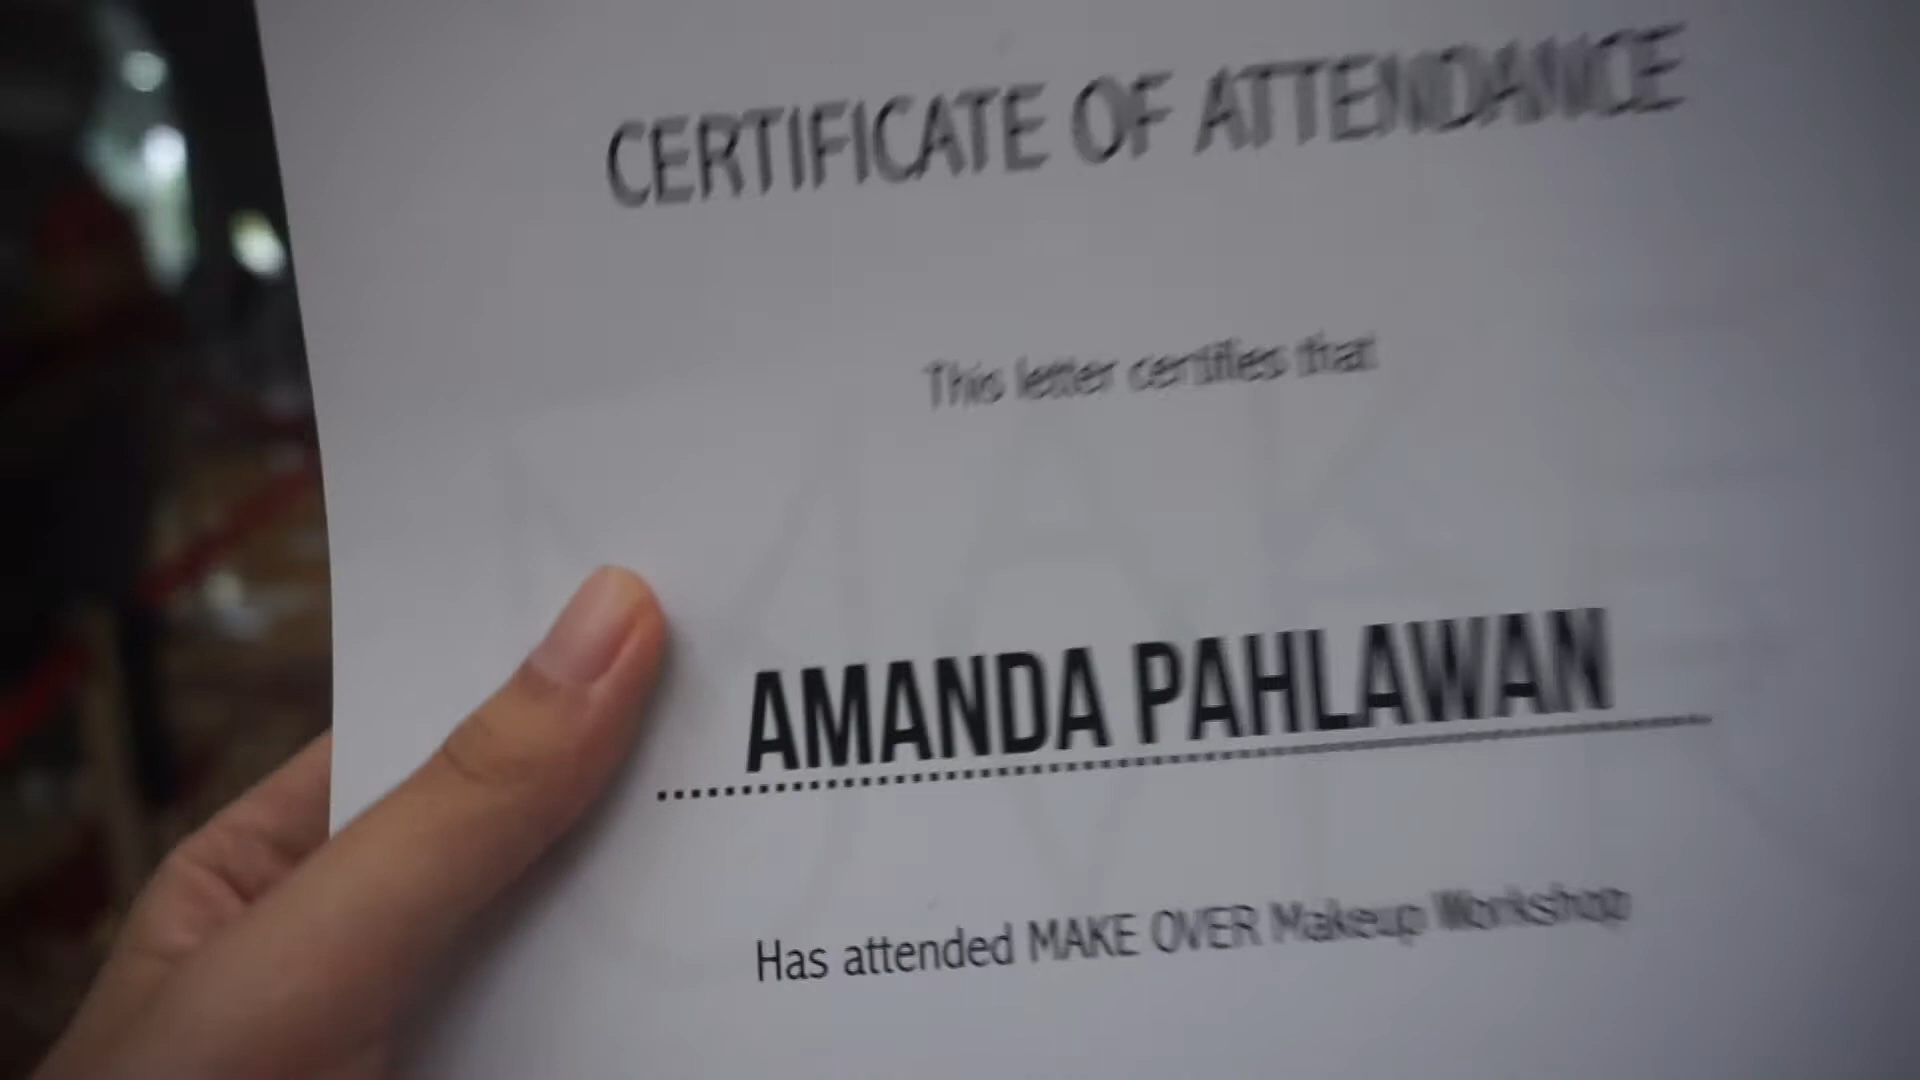 CERTIFICATE OF ATTENDANCE
This letter certifies that
AMANDA PAHLAWAN
Has attended MAKE OVER Makeup Workshop